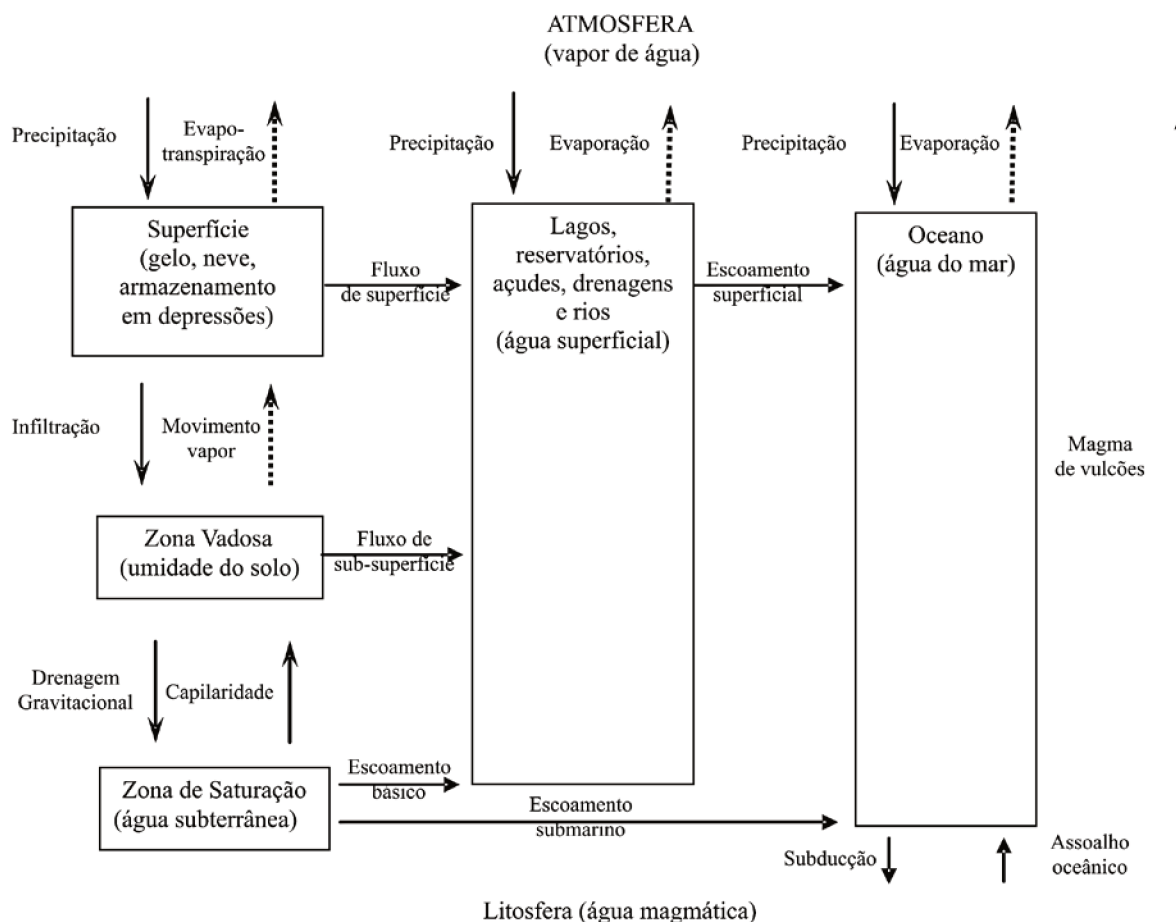 ATMOSFERA
(vapor de água)
Precipitação
Evapo-
transpiração
Precipitação
Evaporação
Precipitação
Evaporação
Superfície
(gelo, neve,
armazenamento
em depressões)
Fluxo
de superfície
Lagos,
reservatórios,
açudes, drenagens
e rios
(água superficial)
Escoamento
superficial
Oceano
(água do mar)
Infiltração
Movimento
vapor
Magma
de vulcões
Zona Vadosa
(umidade do solo)
Fluxo de
sub-superfície
Drenagem
Gravitacional
Capilaridade
Zona de Saturação
(água subterrânea)
Escoamento
básico
Escoamento
submarino
Subducção
Assoalho
oceânico
Litosfera (água magmática)